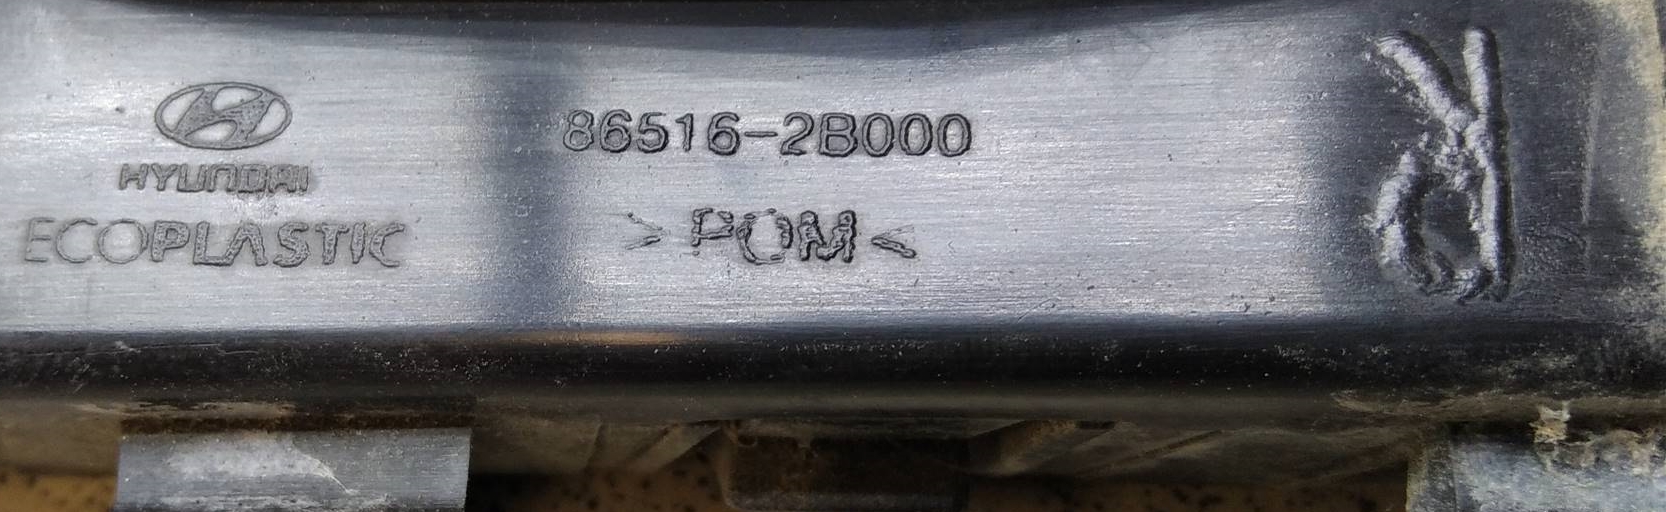 HYUNDAI
ECOPLASTIC
86516-2B000
>POM<
R